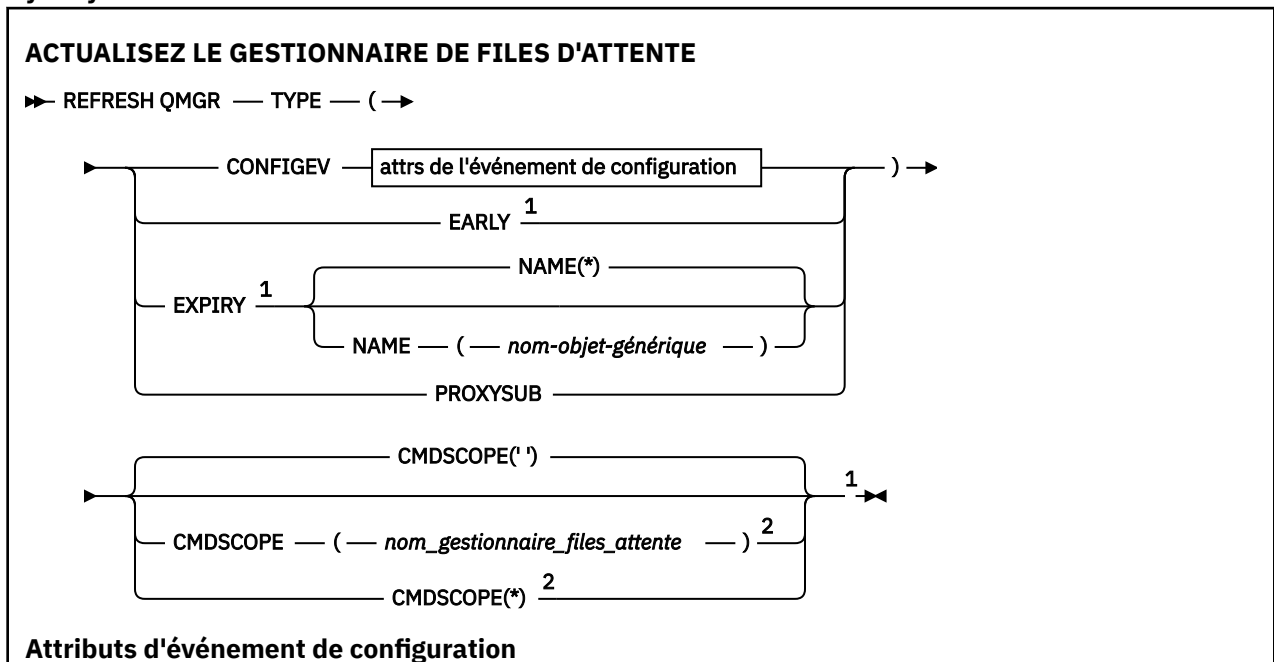 ACTUALISEZ LE GESTIONNAIRE DE FILES D'ATTENTE
REFRESH QMGR TYPE (
CONFIGEV attrs de l'événement de configuration )
EARLY 1
NAME(*)
EXPIRY 1
NAME ( nom-objet-générique )
PROXYSUB
CMDSCOPE(' ')
1
CMDSCOPE ( nom_gestionnaire_files_attente ) 2
CMDSCOPE(*) 2
Attributs d'événement de configuration